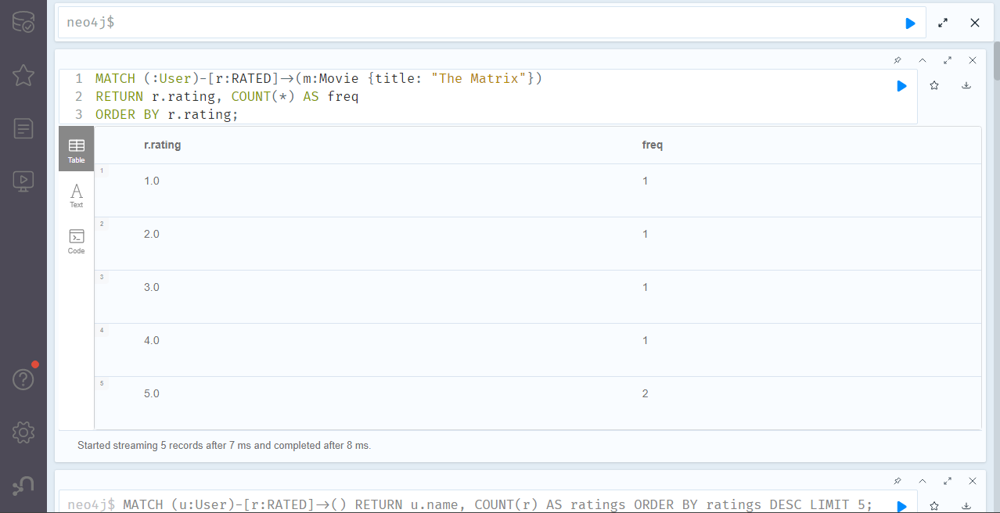 neo4j$
1 MATCH (:User)-[r:RATED]→(m:Movie {title: "The Matrix"})
2 RETURN r.rating, COUNT(*) AS freq
3 ORDER BY r.rating;
Table
Text
Code
r.rating freq
1 1.0 1
2 2.0 1
3 3.0 1
4 4.0 1
5 5.0 2
Started streaming 5 records after 7 ms and completed after 8 ms.
neo4j$ MATCH (u:User)-[r:RATED]→() RETURN u.name, COUNT(r) AS ratings ORDER BY ratings DESC LIMIT 5;